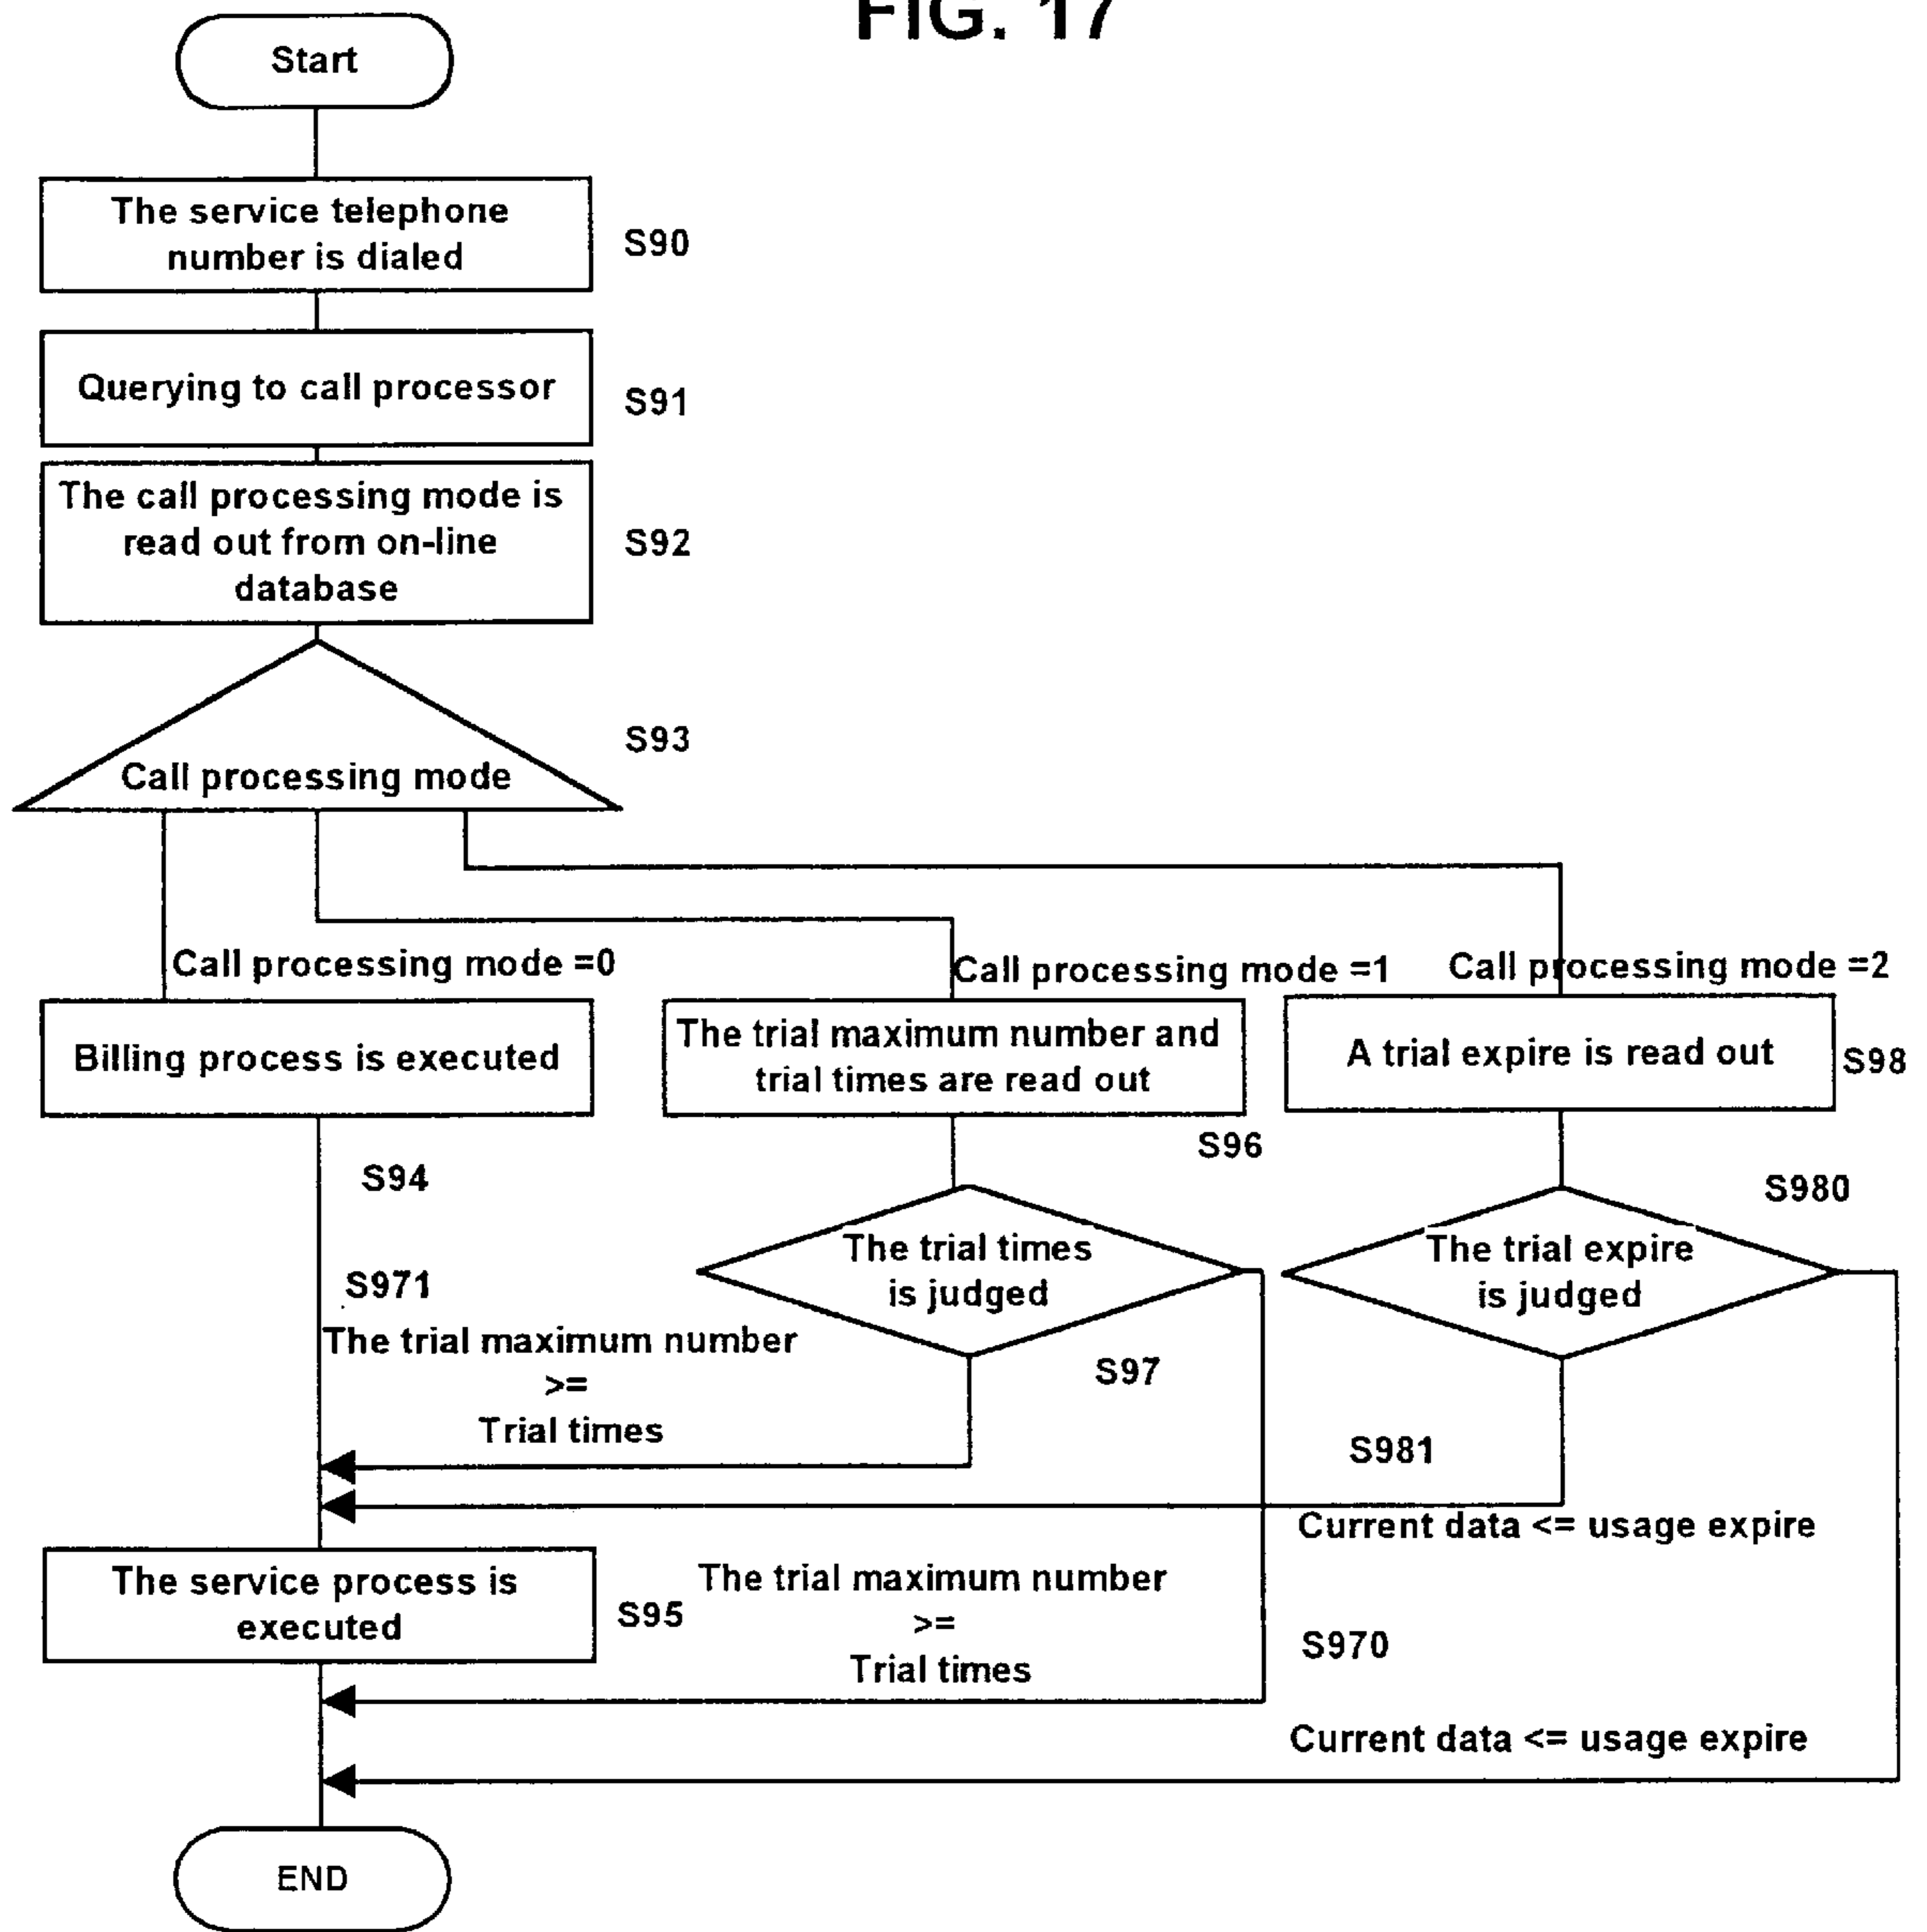 FIG. 17
Start
The service telephone
number is dialed
S90
Querying to call processor
S91
The call processing mode is
read out from on-line
database
S92
Call processing mode
S93
Call processing mode =0
Call processing mode =1
Call processing mode =2
Billing process is executed
S94
The trial maximum number and
trial times are read out
S96
A trial expire is read out
S98
The trial times
is judged
S97
The trial expire
is judged
S980
S971
The trial maximum number
>=
Trial times
S981
Current data <= usage expire
The service process is
executed
S95
The trial maximum number
>=
Trial times
S970
Current data <= usage expire
END